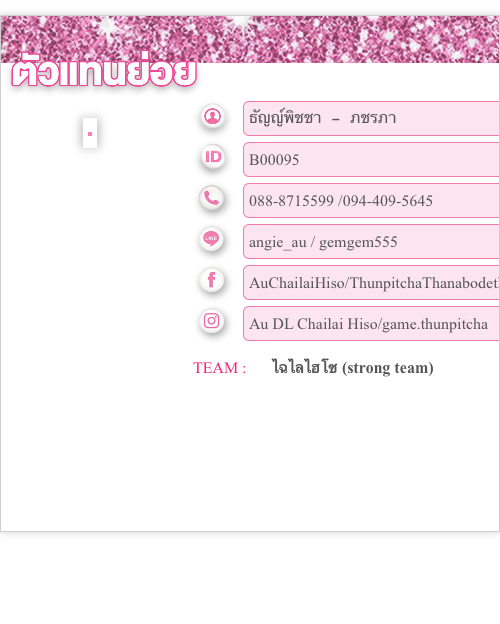 ตัวแทนย่อย
ธัญญ์พิชชา - ภชรภา
ID B00095
088-8715599 /094-409-5645
LINE angie_au / gemgem555
AuChailaiHiso/ThunpitchaThanabodeth
Au DL Chailai Hiso/game.thunpitcha
TEAM : ไฉไลไฮโซ (strong team)